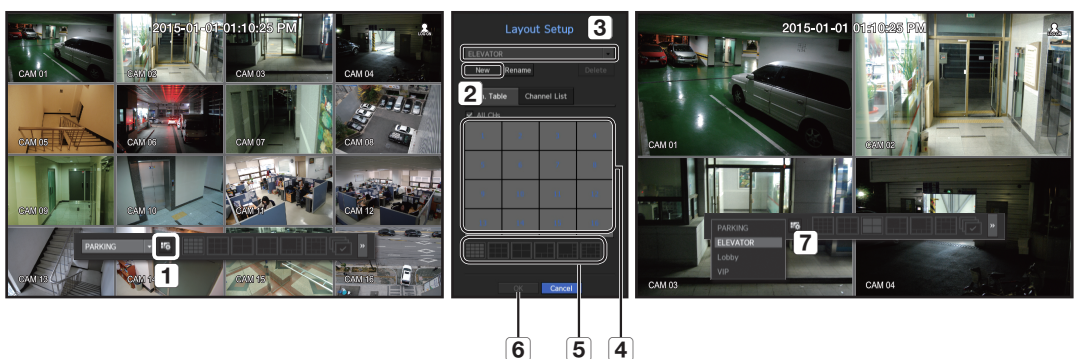 2015-01-01 01:10:25 PM
LOGON
CAM 01
CAM 02
CAM 03
CAM 04
CAM 05
CAM 06
CAM 07
CAM 08
CAM 09
CAM 10
CAM 11
CAM 12
PARKING
»
1
CAM 13
CAM 15
CAM 16
Layout Setup
3
ELEVATOR
New
Rename
Delete
2
Table
Channel List
All CHs
OK
Cancel
6
5
4
2015-01-01 01:10:25 PM
CAM 01
CAM 02
PARKING
ELEVATOR
Lobby
VIP
7
»
CAM 03
CAM 04